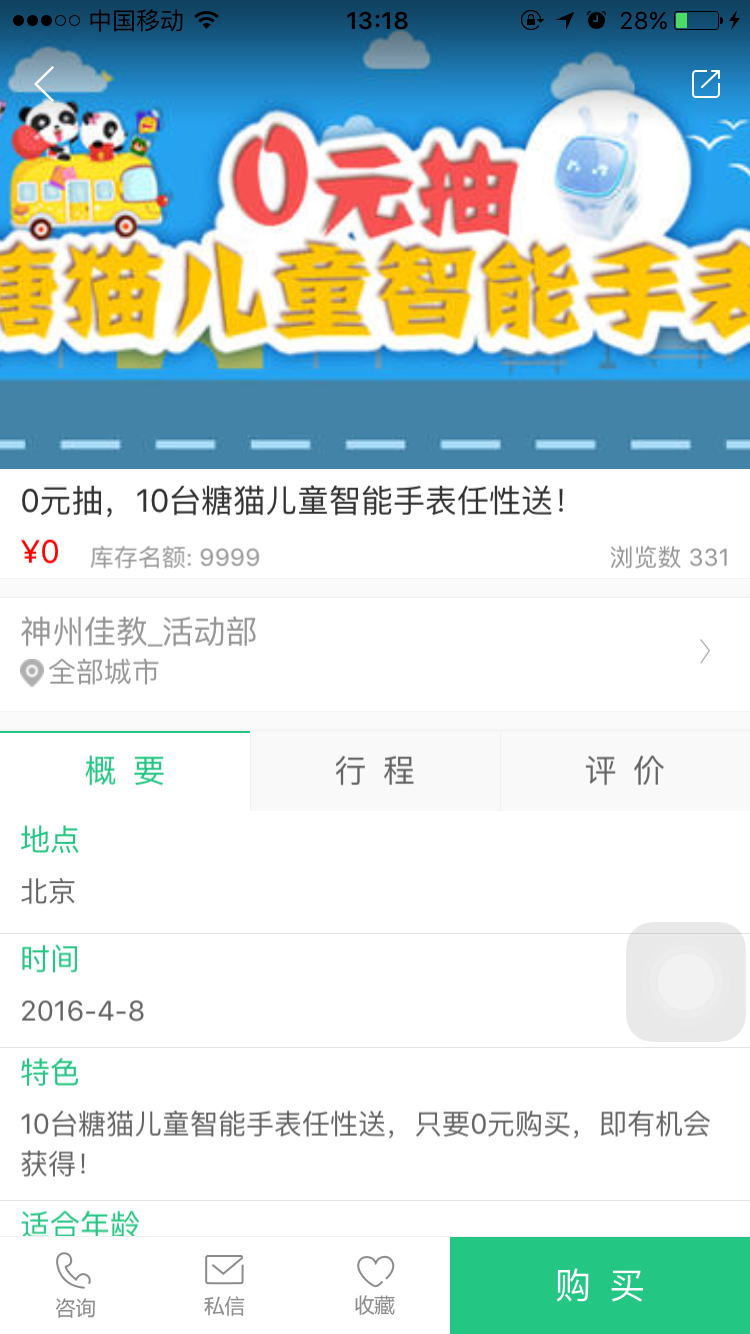 中国移动 13:18 28%
0元抽
糖猫儿童智能手表
0元抽，10台糖猫儿童智能手表任性送！
¥0 库存名额: 9999 浏览数 331
神州佳教_活动部
全部城市
概 要 行 程 评 价
地点
北京
时间
2016-4-8
特色
10台糖猫儿童智能手表任性送，只要0元购买，即有机会
获得！
适合年龄
咨询 私信 收藏 购 买